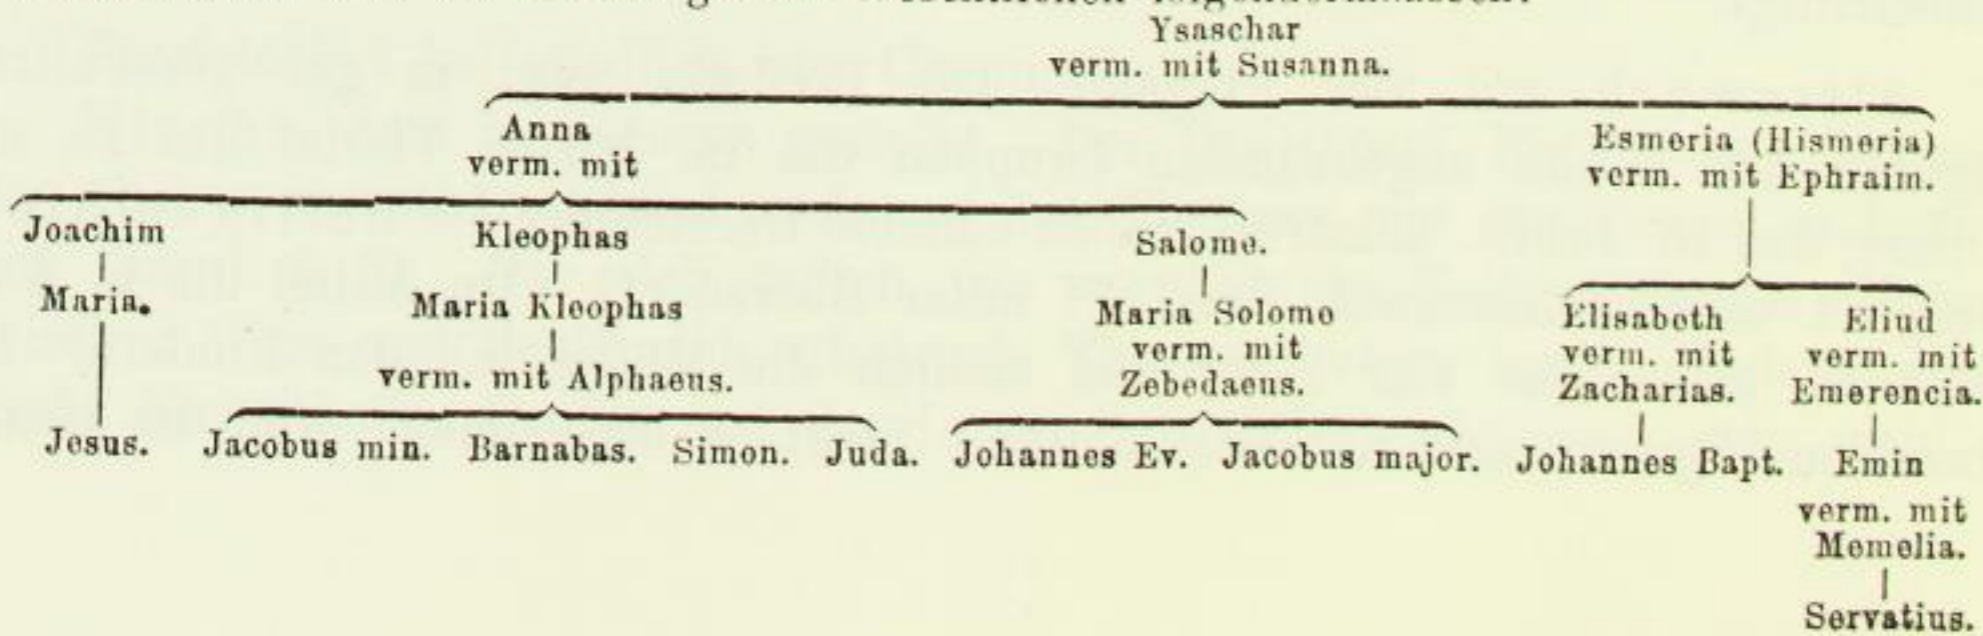 Ysaschar
verm. mit Susanna.
Anna
verm. mit
Esmeria (Hismeria)
verm. mit Ephraim.
Joachim
Kleophas
Salome.
Maria.
Maria Kleophas
verm. mit Alphaeus.
Maria Solomo
verm. mit
Zebedaeus.
Elisabeth
verm. mit
Zacharias.
Eliud
verm. mit
Emerencia.
Jesus.
Jacobus min. Barnabas. Simon. Juda.
Johannes Ev. Jacobus major.
Johannes Bapt.
Emin
verm. mit
Memelia.
Servatius.